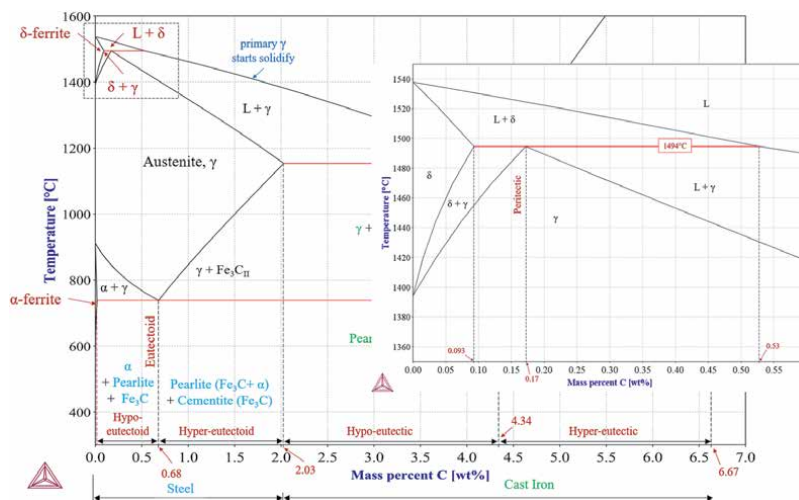 1600
1400
1200
1000
800
600
400
Temperature [°C]
δ-ferrite
L + δ
δ + γ
primary γ
starts solidify
L + γ
Austenite, γ
γ +
γ + Fe₃C_II
α + γ
α-ferrite
Eutectoid
Pear
α
+ Pearlite
+ Fe₃C
Pearlite (Fe₃C+ α)
+ Cementite (Fe₃C)
Hypo-
eutectoid
Hyper-eutectoid
Hypo-eutectic
Hyper-eutectic
4.34
0.0
0.5
1.0
1.5
2.0
2.5
3.0
3.5
4.0
4.5
5.0
5.5
6.0
6.5
7.0
0.68
2.03
Mass percent C [wt%]
6.67
Steel
Cast Iron
1540
1520
1500
1480
1460
1440
1420
1400
1380
1360
Temperature [°C]
L
L + δ
1494°C
δ
δ + γ
Peritectic
γ
L + γ
0.093
0.17
0.53
0.00
0.05
0.10
0.15
0.20
0.25
0.30
0.35
0.40
0.45
0.50
0.55
Mass percent C [wt%]